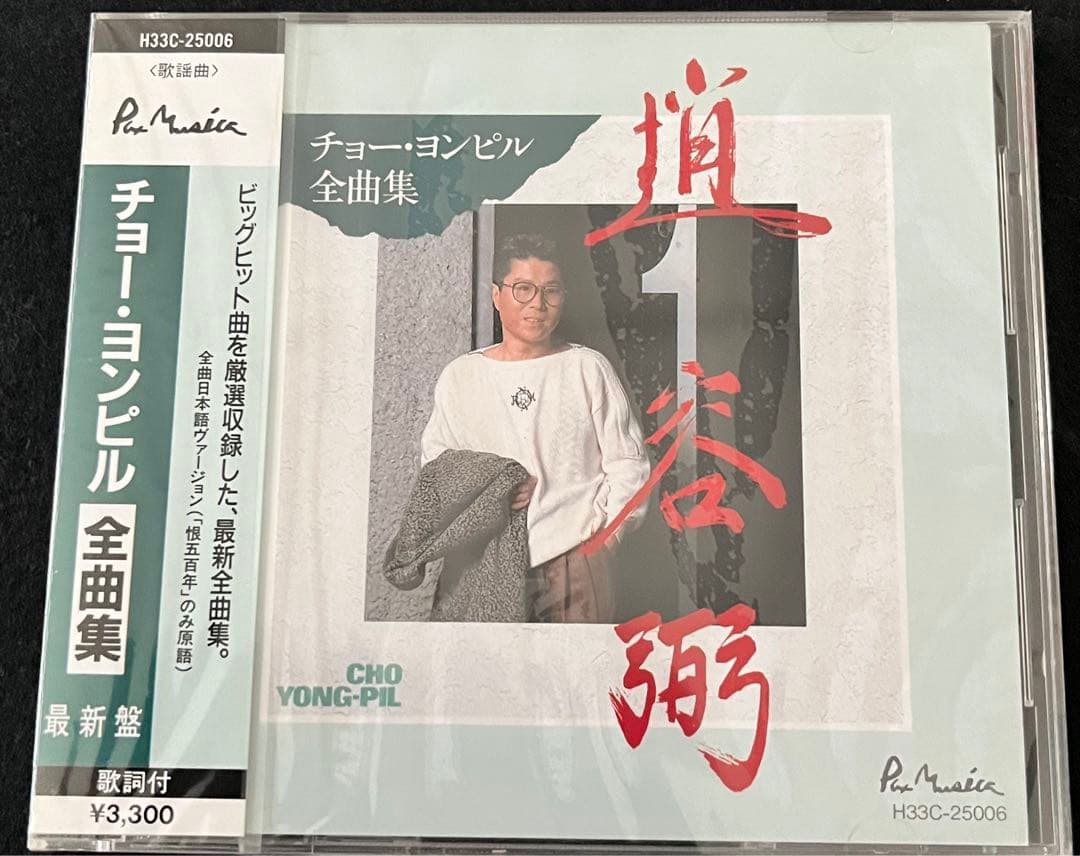 H33C-25006
〈歌謡曲〉
Pax Musica
チョー・ヨンピル
全曲集
最新盤
ビッグヒット曲を厳選収録した、最新全曲集。
全曲日本語ヴァージョン(「恨五百年」のみ原語)
歌詞付
¥3,300
チョー・ヨンピル
全曲集
1
趙容弼
CHO
YONG-PIL
Pax Musica
H33C-25006